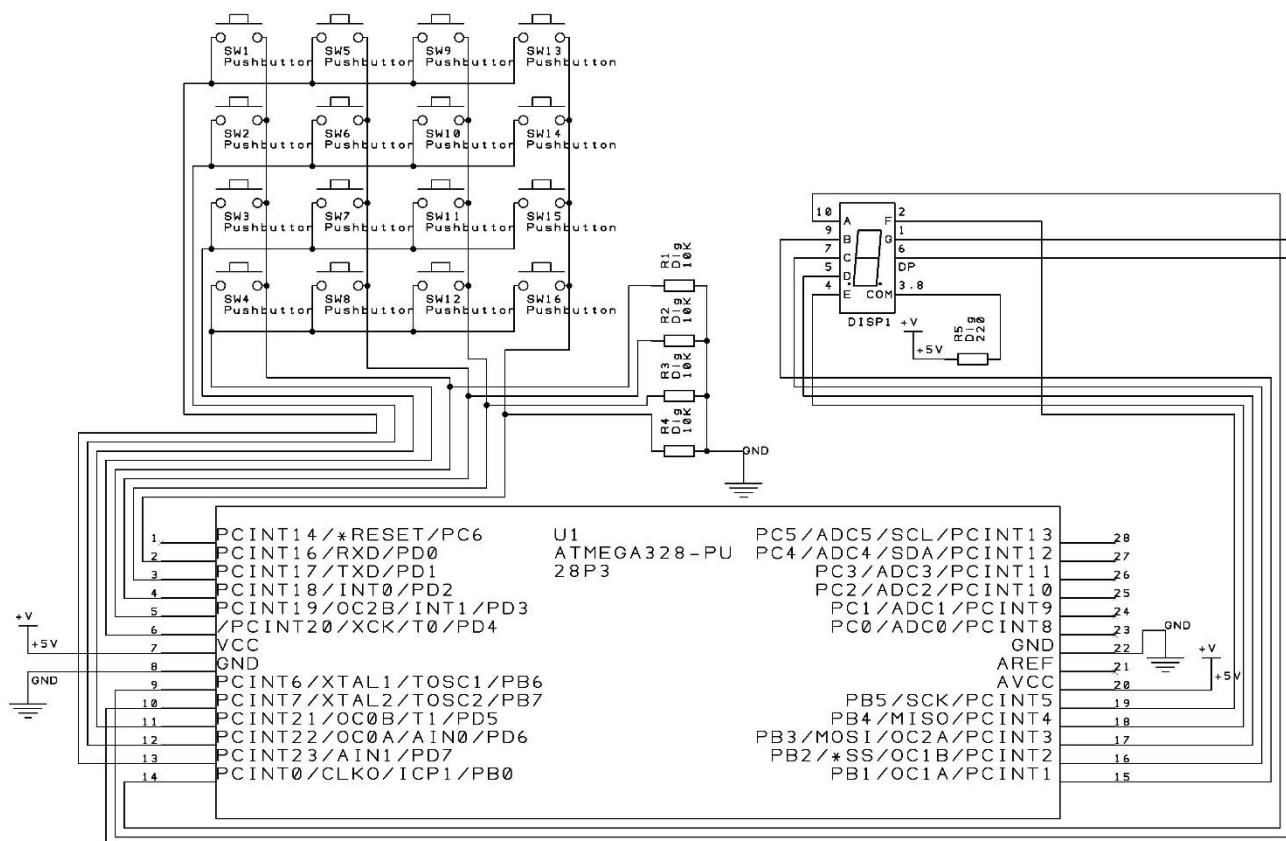 SW1 SW5 SW9 SW13
Pushbutton Pushbutton Pushbutton Pushbutton
SW2 SW6 SW10 SW14
Pushbutton Pushbutton Pushbutton Pushbutton
SW3 SW7 SW11 SW15
Pushbutton Pushbutton Pushbutton Pushbutton
SW4 SW8 SW12 SW16
Pushbutton Pushbutton Pushbutton Pushbutton
R1
Dig
10K
R2
Dig
10K
R3
Dig
10K
R4
Dig
10K
GND
10 A F 2
9 B G 1
7 C 6
DP
5 D
4 E COM 3.8
DISP1
+V
+5V
R5
Dig
220
U1
ATMEGA328-PU
28P3
1 PCINT14/*RESET/PC6
2 PCINT16/RXD/PD0
3 PCINT17/TXD/PD1
4 PCINT18/INT0/PD2
5 PCINT19/OC2B/INT1/PD3
6 /PCINT20/XCK/T0/PD4
7 VCC
8 GND
9 PCINT6/XTAL1/TOSC1/PB6
10 PCINT7/XTAL2/TOSC2/PB7
11 PCINT21/OC0B/T1/PD5
12 PCINT22/OC0A/AIN0/PD6
13 PCINT23/AIN1/PD7
14 PCINT0/CLKO/ICP1/PB0
+V
+5V
GND
PC5/ADC5/SCL/PCINT13 28
PC4/ADC4/SDA/PCINT12 27
PC3/ADC3/PCINT11 26
PC2/ADC2/PCINT10 25
PC1/ADC1/PCINT9 24
PC0/ADC0/PCINT8 23
GND 22
AREF 21
AVCC 20
PB5/SCK/PCINT5 19
PB4/MISO/PCINT4 18
PB3/MOSI/OC2A/PCINT3 17
PB2/*SS/OC1B/PCINT2 16
PB1/OC1A/PCINT1 15
GND
+V
+5V